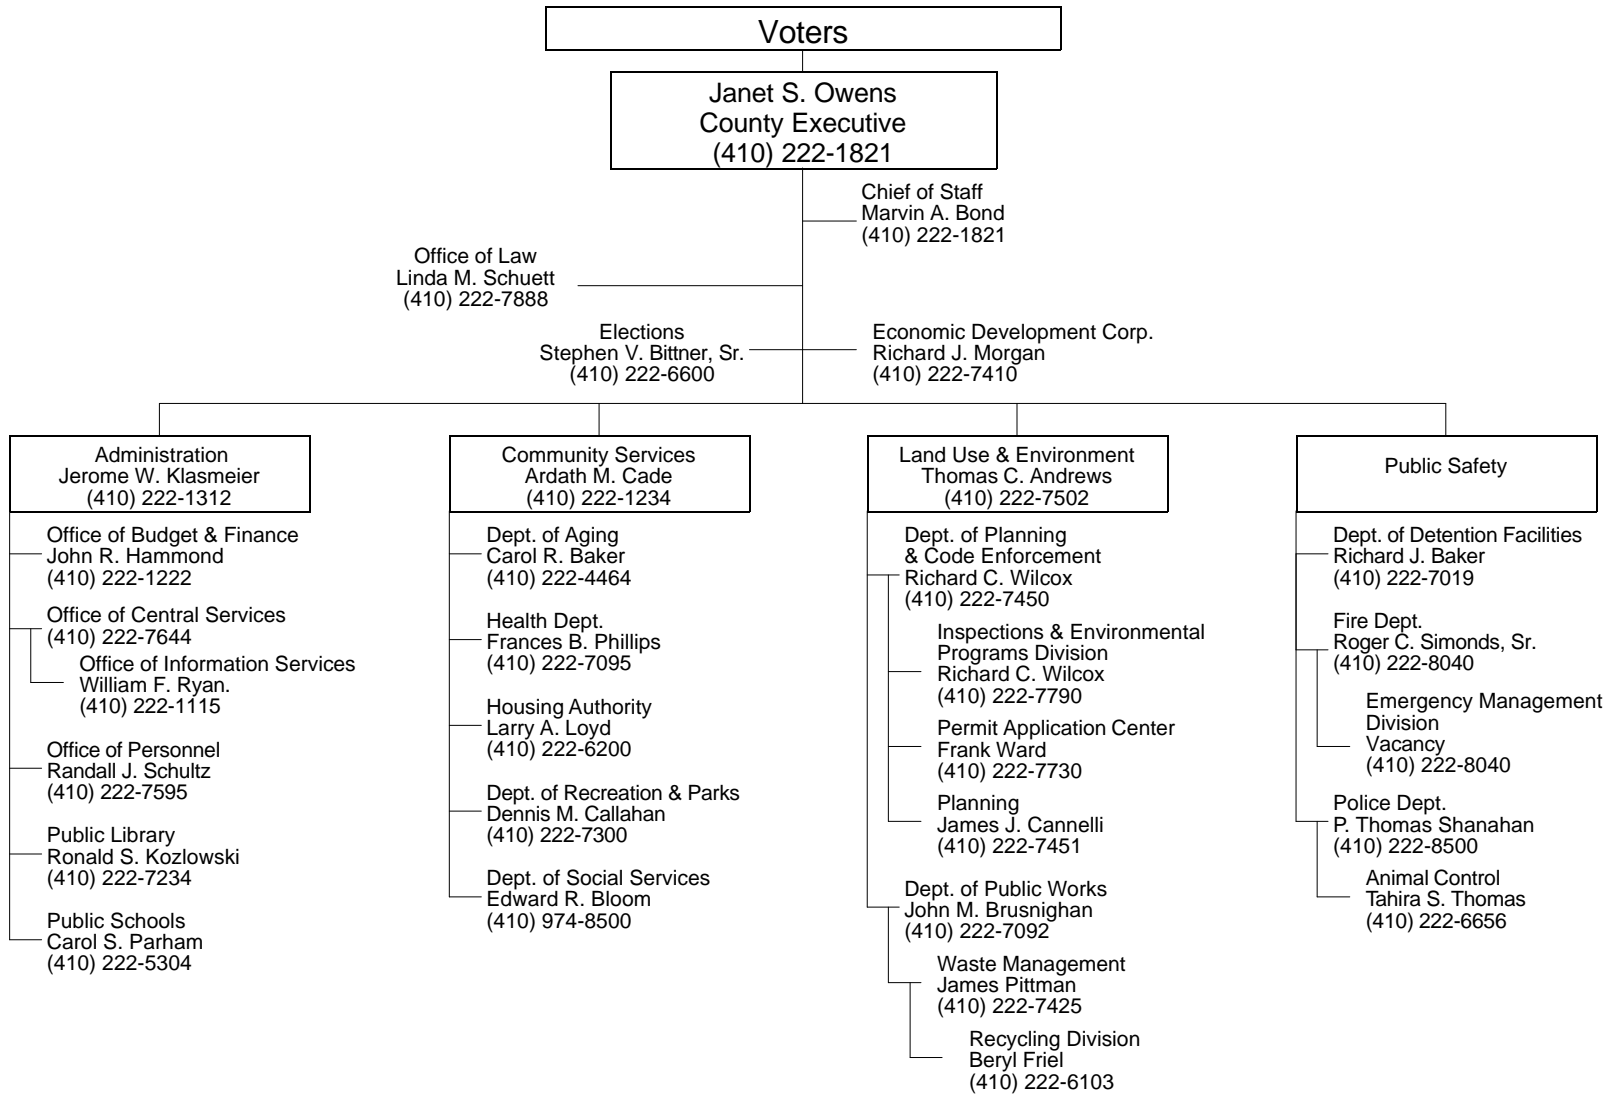 Voters
Janet S. Owens
County Executive
(410) 222-1821
Chief of Staff
Marvin A. Bond
(410) 222-1821
Office of Law
Linda M. Schuett
(410) 222-7888
Elections
Stephen V. Bittner, Sr.
(410) 222-6600
Economic Development Corp.
Richard J. Morgan
(410) 222-7410
Administration
Jerome W. Klasmeier
(410) 222-1312
Office of Budget & Finance
John R. Hammond
(410) 222-1222
Office of Central Services
(410) 222-7644
Office of Information Services
William F. Ryan.
(410) 222-1115
Office of Personnel
Randall J. Schultz
(410) 222-7595
Public Library
Ronald S. Kozlowski
(410) 222-7234
Public Schools
Carol S. Parham
(410) 222-5304
Community Services
Ardath M. Cade
(410) 222-1234
Dept. of Aging
Carol R. Baker
(410) 222-4464
Health Dept.
Frances B. Phillips
(410) 222-7095
Housing Authority
Larry A. Loyd
(410) 222-6200
Dept. of Recreation & Parks
Dennis M. Callahan
(410) 222-7300
Dept. of Social Services
Edward R. Bloom
(410) 974-8500
Land Use & Environment
Thomas C. Andrews
(410) 222-7502
Dept. of Planning
& Code Enforcement
Richard C. Wilcox
(410) 222-7450
Inspections & Environmental
Programs Division
Richard C. Wilcox
(410) 222-7790
Permit Application Center
Frank Ward
(410) 222-7730
Planning
James J. Cannelli
(410) 222-7451
Dept. of Public Works
John M. Brusnighan
(410) 222-7092
Waste Management
James Pittman
(410) 222-7425
Recycling Division
Beryl Friel
(410) 222-6103
Public Safety
Dept. of Detention Facilities
Richard J. Baker
(410) 222-7019
Fire Dept.
Roger C. Simonds, Sr.
(410) 222-8040
Emergency Management
Division
Vacancy
(410) 222-8040
Police Dept.
P. Thomas Shanahan
(410) 222-8500
Animal Control
Tahira S. Thomas
(410) 222-6656